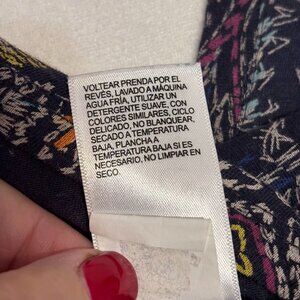 VOLTEAR PRENDA POR EL
REVÉS, LAVADO A MÁQUINA
AGUA FRÍA, UTILIZAR UN
DETERGENTE SUAVE, CON
COLORES SIMILARES, CICLO
DELICADO, NO BLANQUEAR,
SECADO A TEMPERATURA
BAJA, PLANCHA A
TEMPERATURA BAJA SI ES
NECESARIO, NO LIMPIAR EN
SECO.